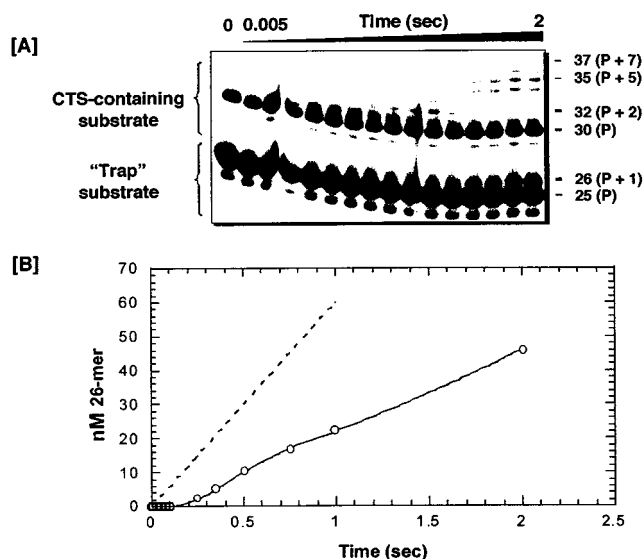 [A]
0 0.005 Time (sec) 2
CTS-containing
substrate
"Trap"
substrate
37 (P + 7)
35 (P + 5)
32 (P + 2)
30 (P)
26 (P + 1)
25 (P)
[B]
nM 26-mer
70
60
50
40
30
20
10
0
0 0.5 1 1.5 2 2.5
Time (sec)